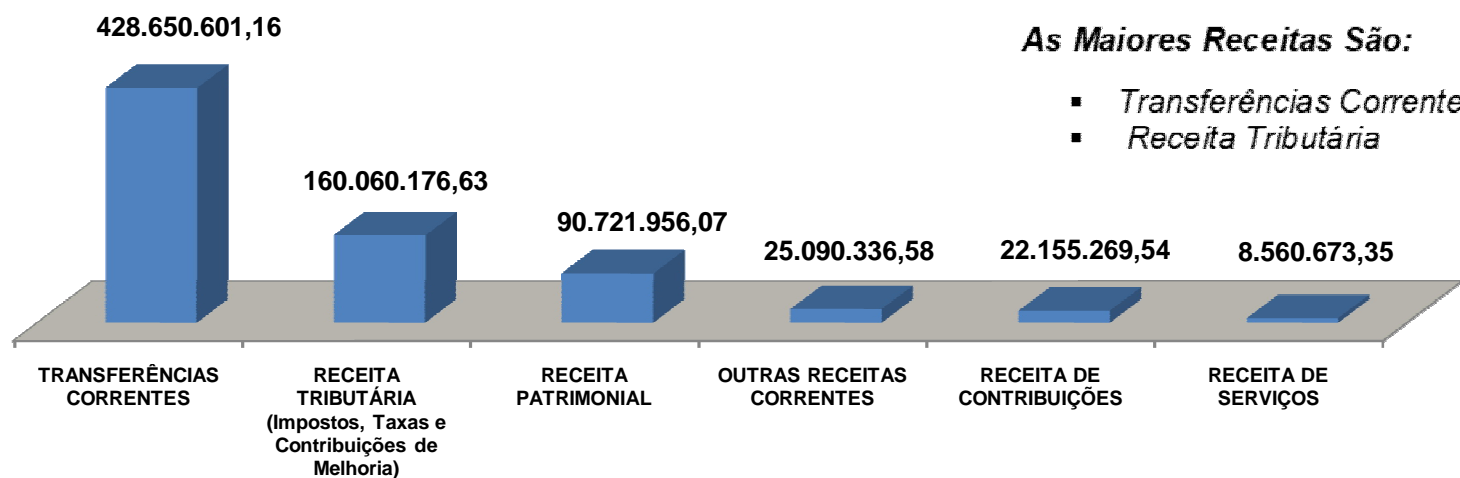 428.650.601,16
As Maiores Receitas São:
▪ Transferências Corrente
▪ Receita Tributária
160.060.176,63
90.721.956,07
25.090.336,58
22.155.269,54
8.560.673,35
TRANSFERÊNCIAS
CORRENTES
RECEITA
TRIBUTÁRIA
(Impostos, Taxas e
Contribuições de
Melhoria)
RECEITA
PATRIMONIAL
OUTRAS RECEITAS
CORRENTES
RECEITA DE
CONTRIBUIÇÕES
RECEITA DE
SERVIÇOS